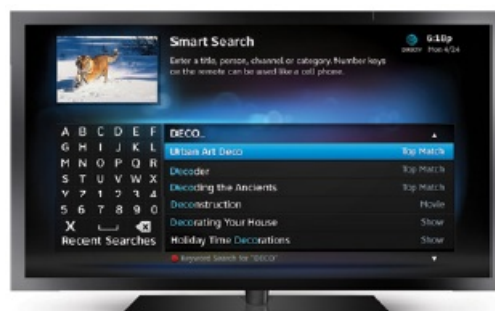 Smart Search
6:18p
Enter a title, person, channel or category. Number keys
on the remote can be used like a cell phone.
DIRECTV Mon 4/24
A B C D E F
G H I J K L
M N O P Q R
S T U V W X
Y Z 1 2 3 4
5 6 7 8 9 0
X
Recent Searches
DECO_
Urban Art Deco Top Match
Decoder Top Match
Decoding the Ancients Top Match
Deconstruction Movie
Decorating Your House Show
Holiday Time Decorations Show
Keyword Search for "DECO"